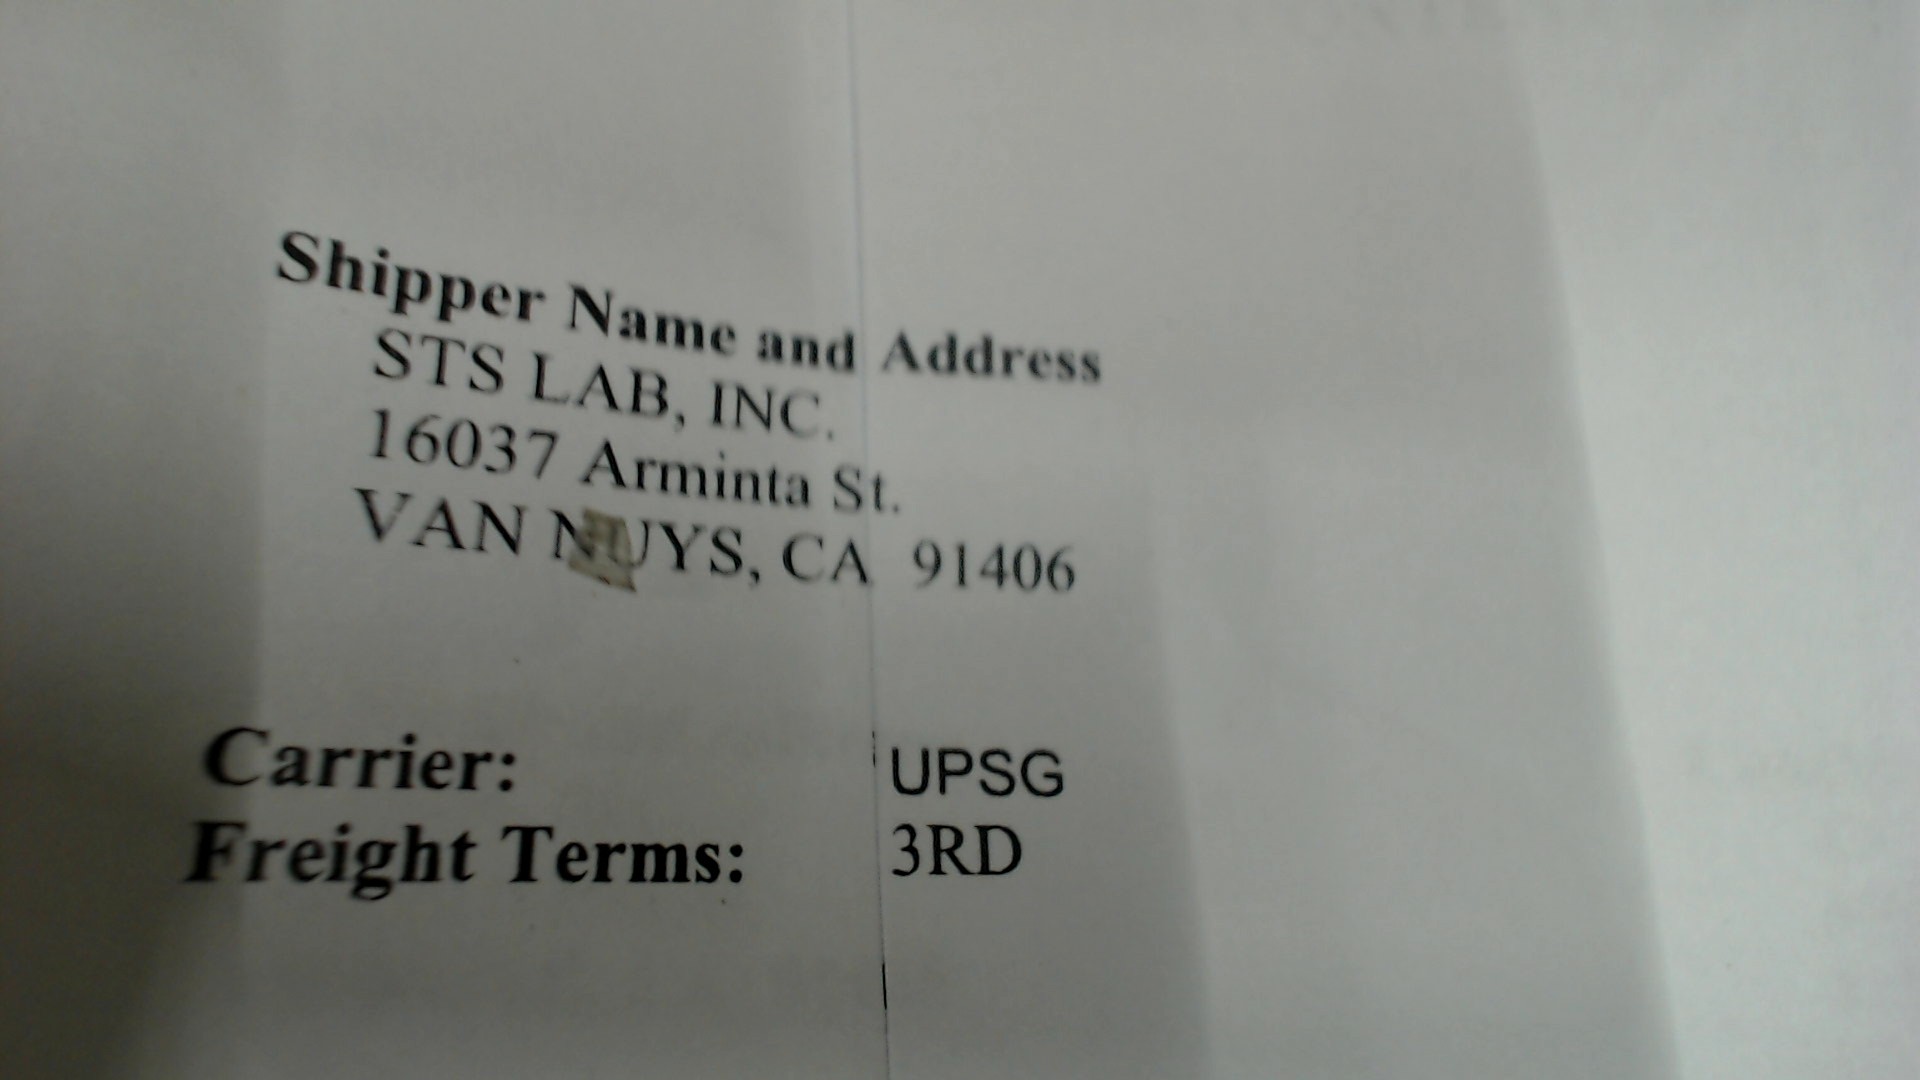 Shipper Name and Address
STS LAB, INC.
16037 Arminta St.
VAN NUYS, CA 91406
Carrier: UPSG
Freight Terms: 3RD